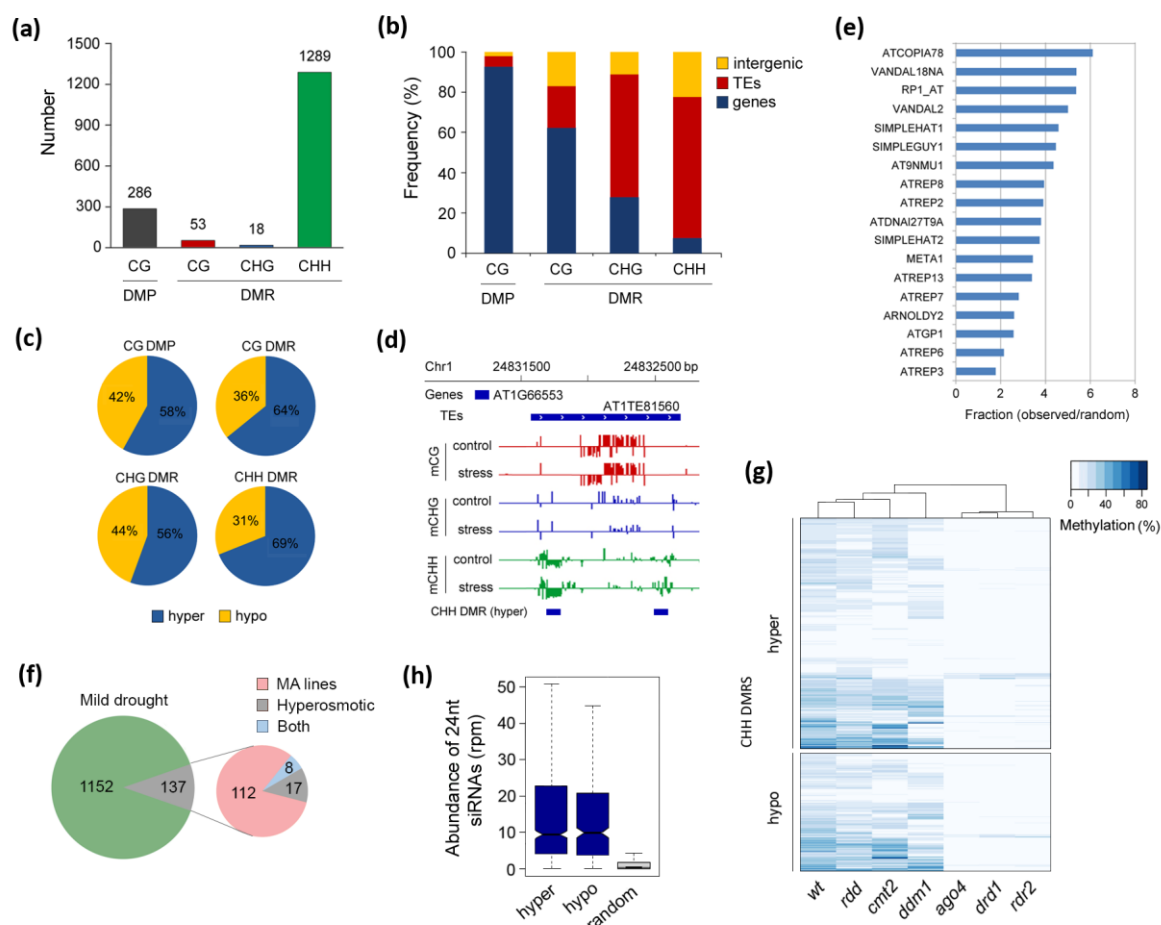 (a)
Number
1500
1200
900
600
300
0
286
53
18
1289
CG
CG
CHG
CHH
DMP
DMR
(b)
Frequency (%)
100
80
60
40
20
0
CG
CG
CHG
CHH
DMP
DMR
intergenic
TEs
genes
(c)
CG DMP
42%
58%
CG DMR
36%
64%
CHG DMR
44%
56%
CHH DMR
31%
69%
hyper
hypo
(d)
Chr1
24831500
24832500 bp
Genes
AT1G66553
AT1TE81560
TEs
mCG
control
stress
mCHG
control
stress
mCHH
control
stress
CHH DMR (hyper)
(e)
ATCOPIA78
VANDAL18NA
RP1_AT
VANDAL2
SIMPLEHAT1
SIMPLEGUY1
AT9NMU1
ATREP8
ATREP2
ATDNAI27T9A
SIMPLEHAT2
META1
ATREP13
ATREP7
ARNOLDY2
ATGP1
ATREP6
ATREP3
0
2
4
6
8
Fraction (observed/random)
(f)
Mild drought
1152
137
MA lines
Hyperosmotic
Both
112
8
17
(g)
0
40
80
Methylation (%)
CHH DMRS
hyper
hypo
wt
rdd
cmt2
ddm1
ago4
drd1
rdr2
(h)
Abundance of 24nt
siRNAs (rpm)
50
40
30
20
10
0
hyper
hypo
random